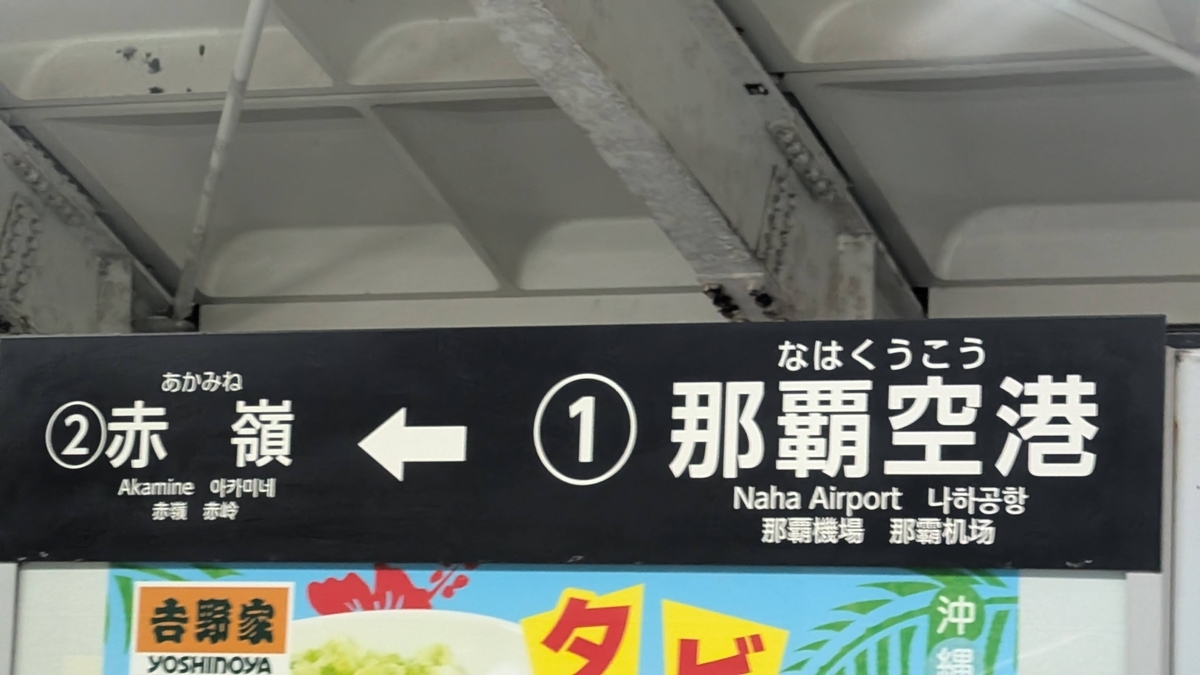 あかみね
②赤 嶺
Akamine 아카미네
赤嶺 赤岭
←
なはくうこう
① 那覇空港
Naha Airport 나하공항
那覇機場 那霸机场
吉野家
YOSHINOYA
タビ
沖縄